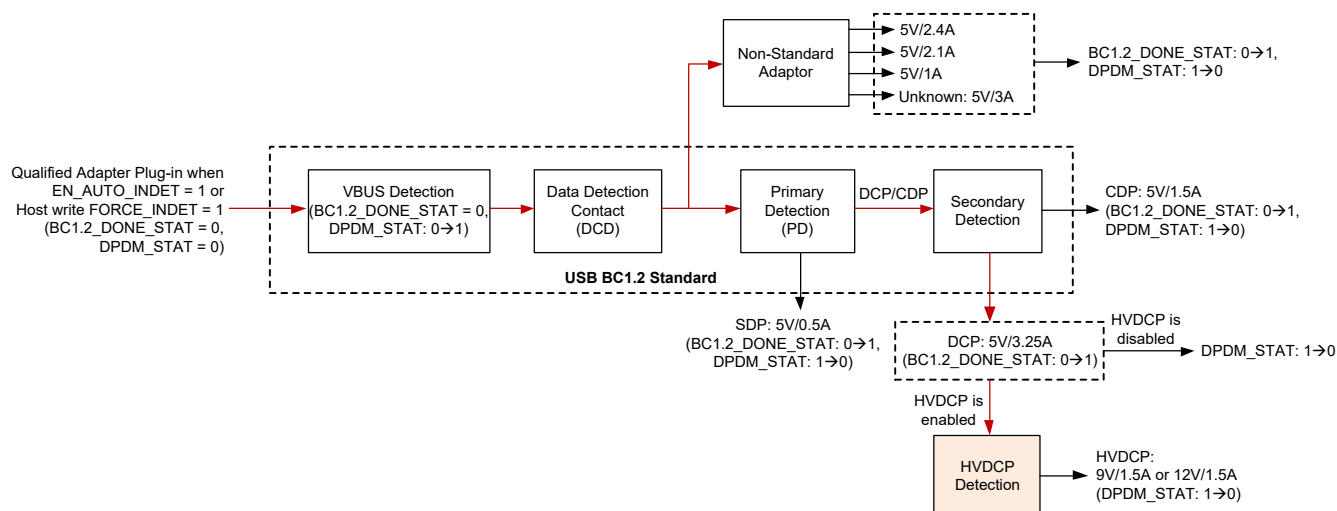 Non-Standard
Adaptor
5V/2.4A
5V/2.1A
5V/1A
Unknown: 5V/3A
BC1.2_DONE_STAT: 0→1,
DPDM_STAT: 1→0
Qualified Adapter Plug-in when
EN_AUTO_INDET = 1 or
Host write FORCE_INDET = 1
(BC1.2_DONE_STAT = 0,
DPDM_STAT = 0)
VBUS Detection
(BC1.2_DONE_STAT = 0,
DPDM_STAT: 0→1)
Data Detection
Contact
(DCD)
Primary
Detection
(PD)
DCP/CDP
Secondary
Detection
CDP: 5V/1.5A
(BC1.2_DONE_STAT: 0→1,
DPDM_STAT: 1→0)
USB BC1.2 Standard
SDP: 5V/0.5A
(BC1.2_DONE_STAT: 0→1,
DPDM_STAT: 1→0)
DCP: 5V/3.25A
(BC1.2_DONE_STAT: 0→1)
HVDCP is
disabled
DPDM_STAT: 1→0
HVDCP is
enabled
HVDCP
Detection
HVDCP:
9V/1.5A or 12V/1.5A
(DPDM_STAT: 1→0)